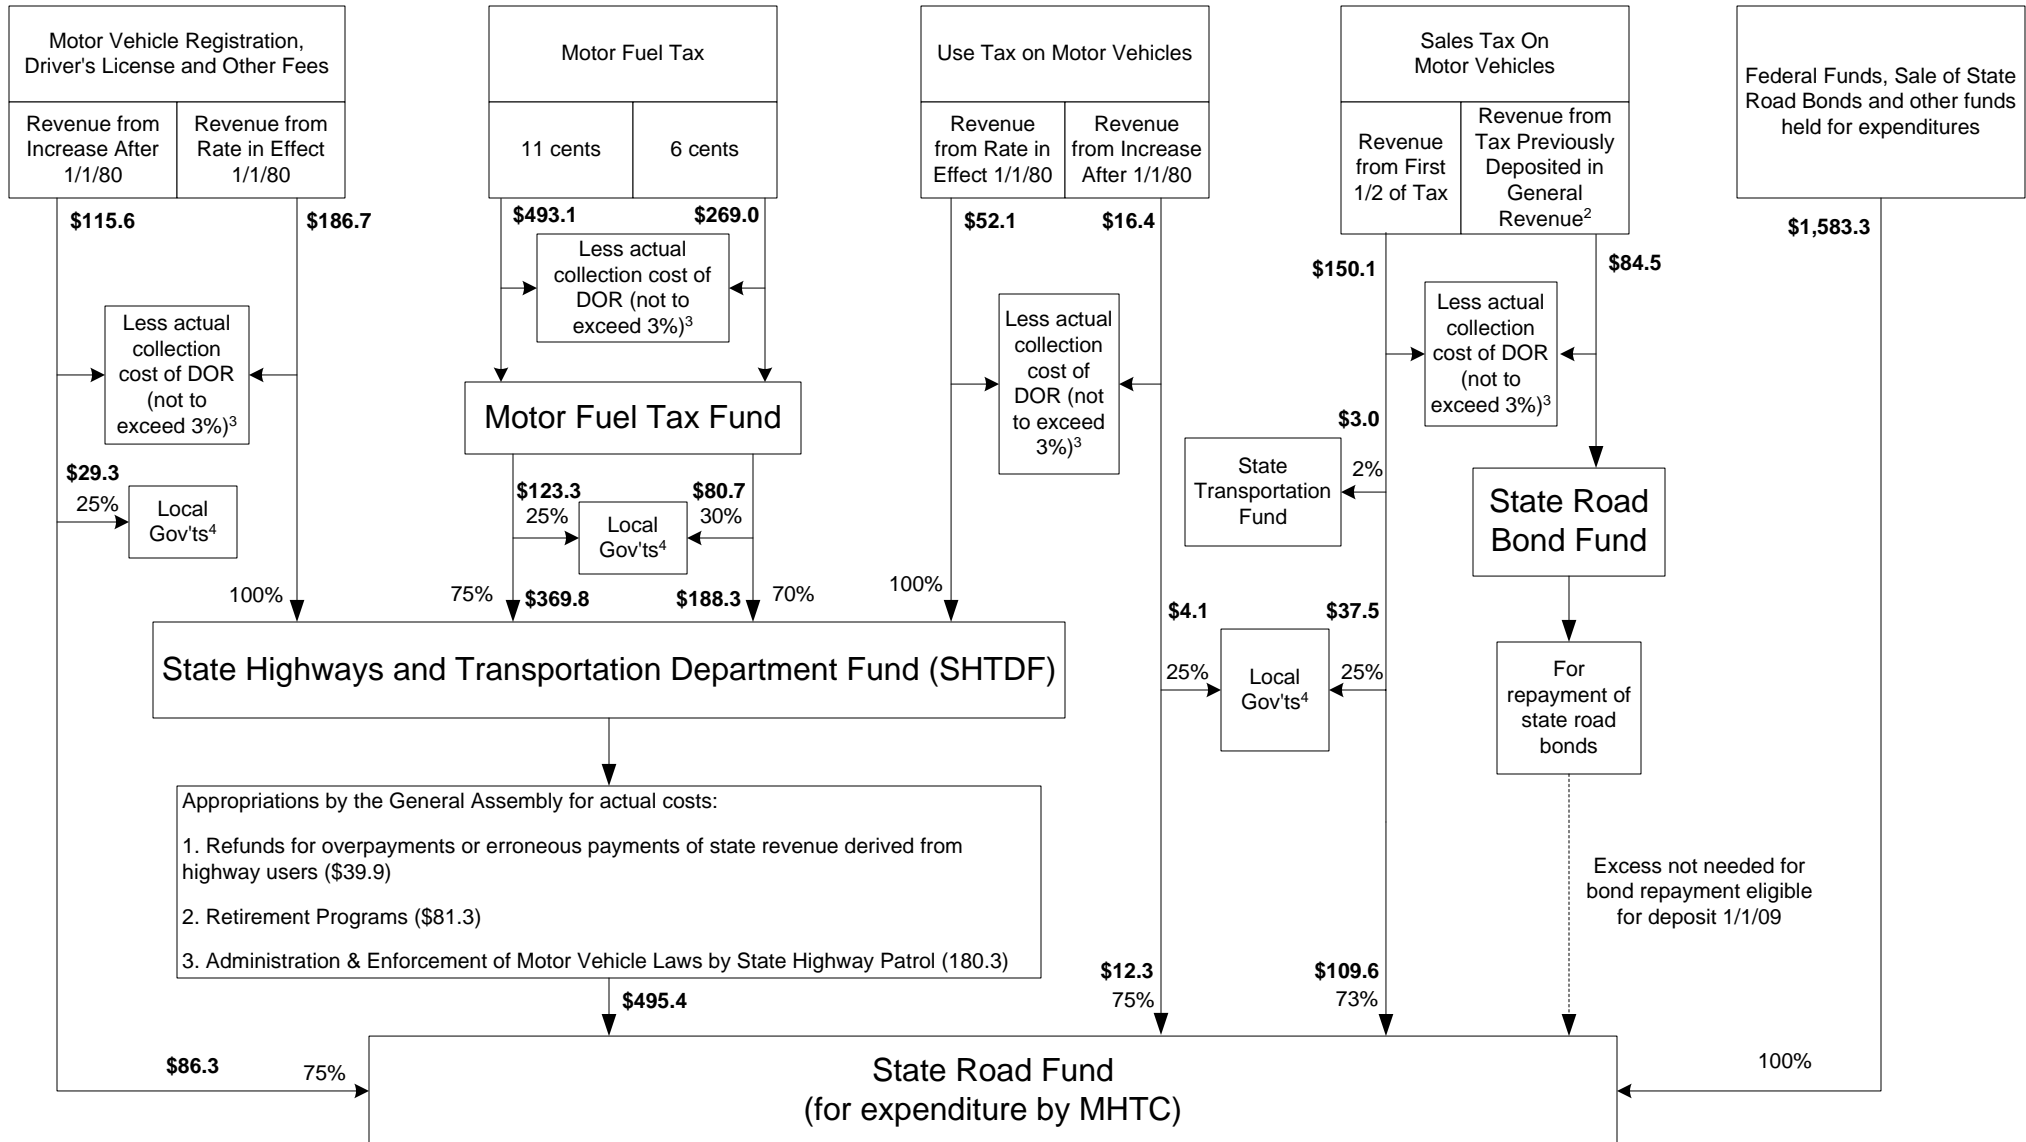 Motor Vehicle Registration,
Driver's License and Other Fees
Revenue from
Increase After
1/1/80
Revenue from
Rate in Effect
1/1/80
Motor Fuel Tax
11 cents
6 cents
Use Tax on Motor Vehicles
Revenue
from Rate in
Effect 1/1/80
Revenue
from Increase
After 1/1/80
Sales Tax On
Motor Vehicles
Revenue
from First
1/2 of Tax
Revenue from
Tax Previously
Deposited in
General
Revenue2
Federal Funds, Sale of State
Road Bonds and other funds
held for expenditures
$115.6
$186.7
$493.1
$269.0
$52.1
$16.4
$150.1
$84.5
$1,583.3
Less actual
collection
cost of DOR
(not to
exceed 3%)3
Less actual
collection cost of
DOR (not to
exceed 3%)3
Less actual
collection
cost of
DOR (not
to exceed
3%)3
Less actual
collection
cost of DOR
(not to
exceed 3%)3
Motor Fuel Tax Fund
$3.0
2%
State
Transportation
Fund
State Road
Bond Fund
$29.3
25%
Local
Gov'ts4
$123.3
25%
Local
Gov'ts4
$80.7
30%
100%
75%
$369.8
$188.3
70%
100%
$4.1
$37.5
25%
Local
Gov'ts4
25%
For
repayment of
state road
bonds
State Highways and Transportation Department Fund (SHTDF)
Appropriations by the General Assembly for actual costs:
1. Refunds for overpayments or erroneous payments of state revenue derived from
highway users ($39.9)
2. Retirement Programs ($81.3)
3. Administration & Enforcement of Motor Vehicle Laws by State Highway Patrol (180.3)
Excess not needed for
bond repayment eligible
for deposit 1/1/09
$495.4
$12.3
75%
$109.6
73%
$86.3
75%
100%
State Road Fund
(for expenditure by MHTC)